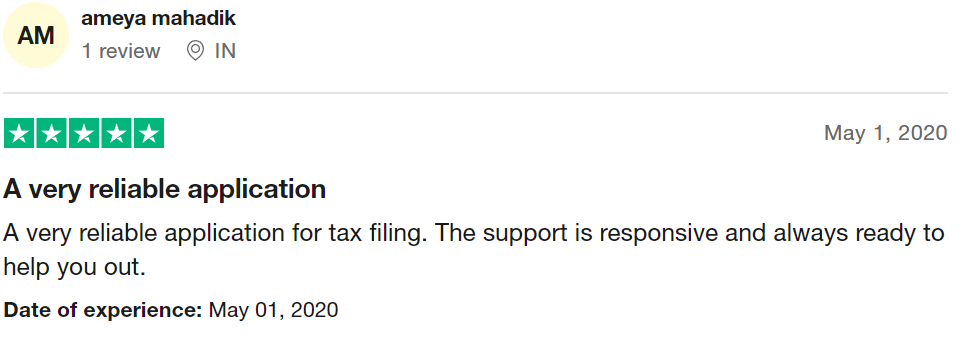 AM
ameya mahadik
1 review IN
May 1, 2020
A very reliable application
A very reliable application for tax filing. The support is responsive and always ready to
help you out.
Date of experience: May 01, 2020